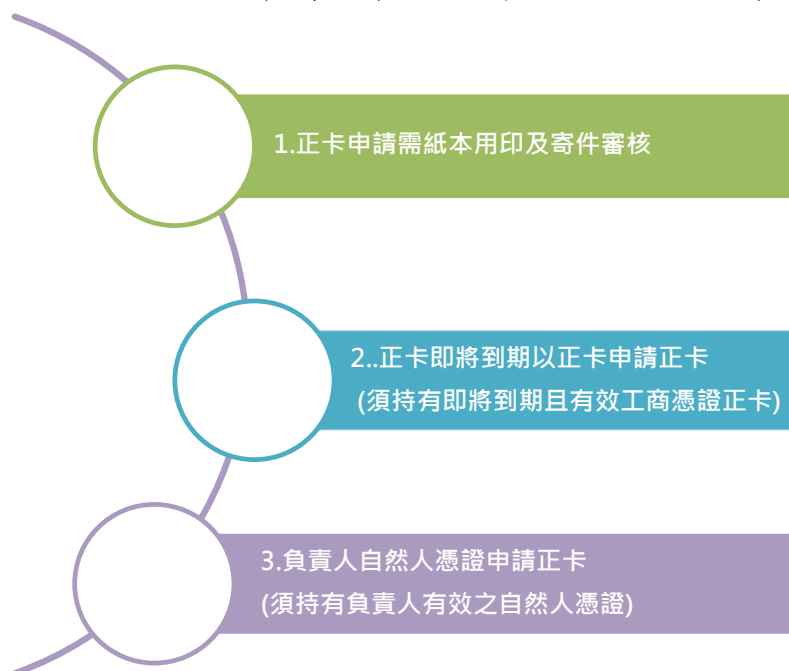 1.正卡申請需紙本用印及寄件審核
2..正卡即將到期以正卡申請正卡
(須持有即將到期且有效工商憑證正卡)
3.負責人自然人憑證申請正卡
(須持有負責人有效之自然人憑證)